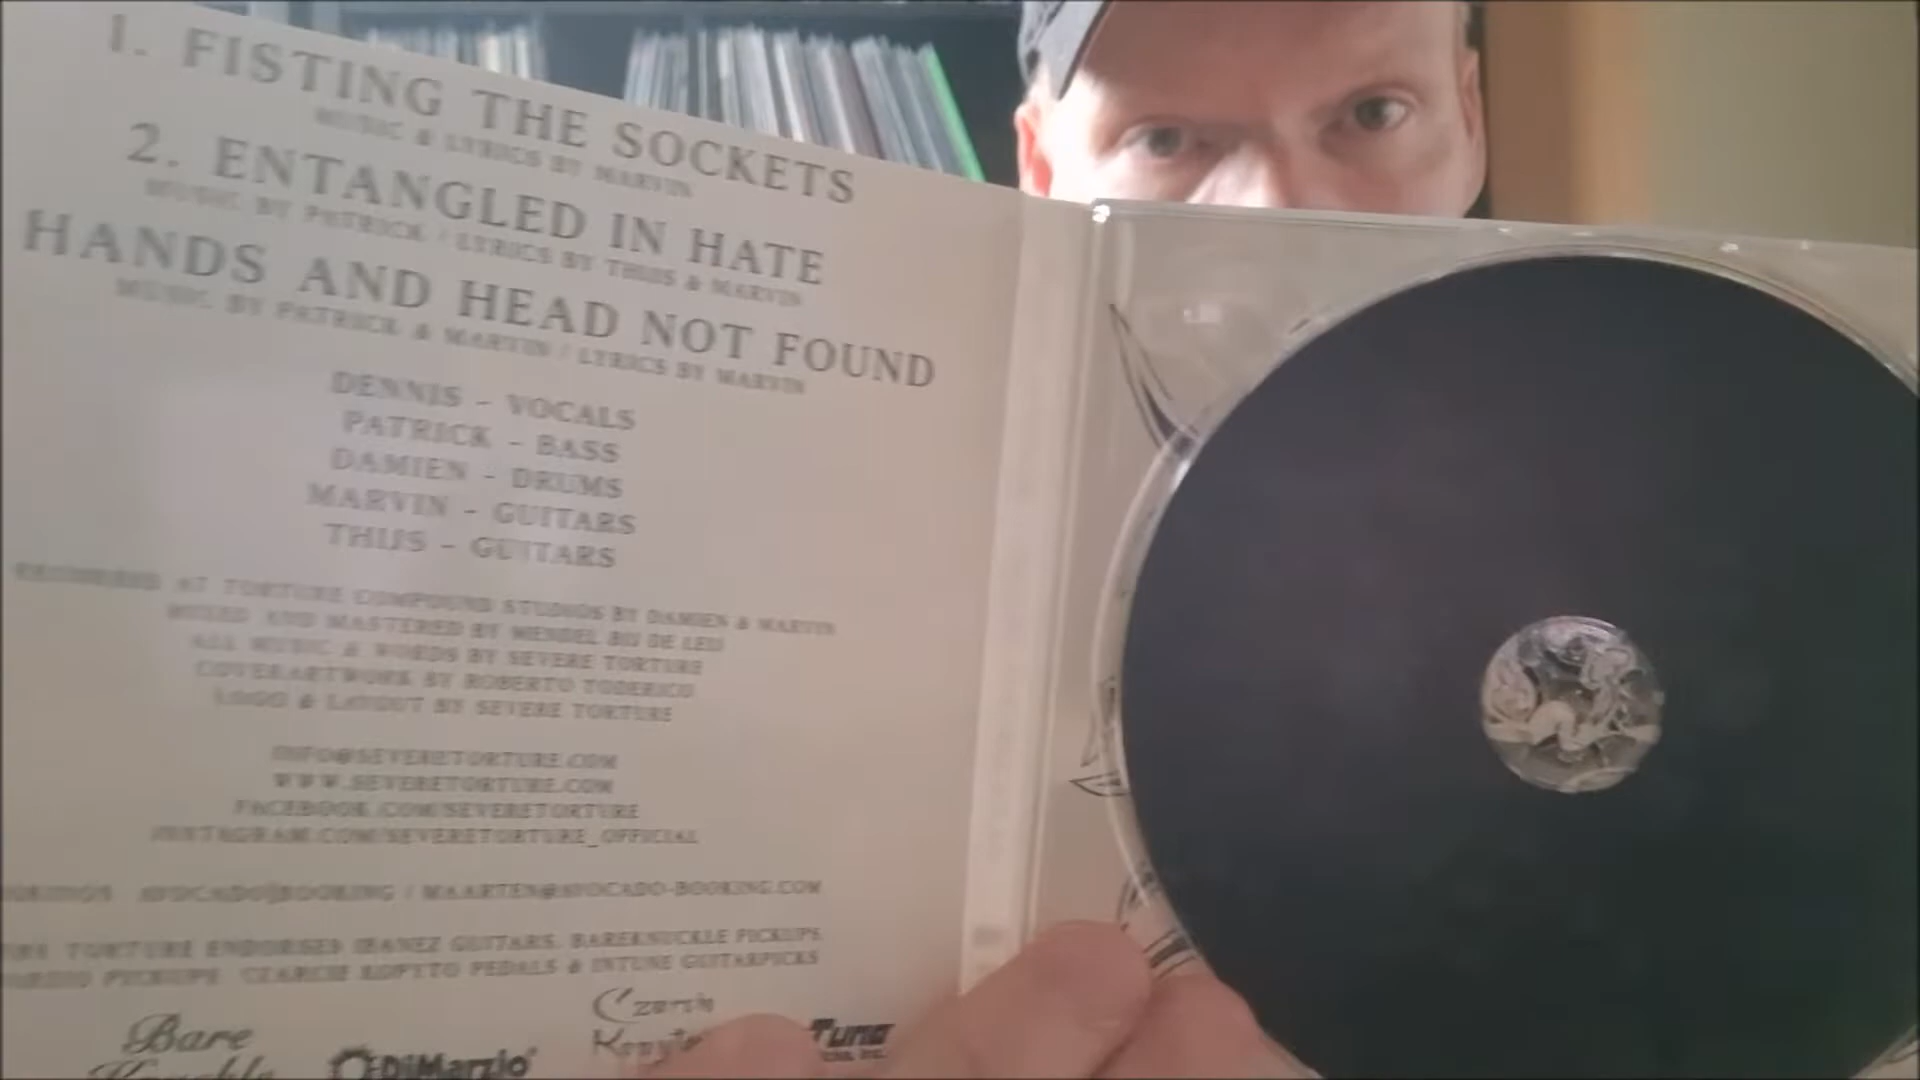 1. FISTING THE SOCKETS
MUSIC & LYRICS BY MARVIN
2. ENTANGLED IN HATE
MUSIC BY PATRICK / LYRICS BY THIJS & MARVIN
HANDS AND HEAD NOT FOUND
MUSIC BY PATRICK & MARVIN / LYRICS BY MARVIN
DENNIS - VOCALS
PATRICK - BASS
DAMIEN - DRUMS
MARVIN - GUITARS
THIJS - GUITARS
RECORDED AT TORTURE COMPOUND STUDIOS BY DAMIEN & MARVIN
MIXED AND MASTERED BY MENDEL BIJ DE LEIJ
ALL MUSIC & WORDS BY SEVERE TORTURE
COVERARTWORK BY ROBERTO TODERICO
LOGO & LAYOUT BY SEVERE TORTURE
INFO@SEVERETORTURE.COM
WWW.SEVERETORTURE.COM
FACEBOOK.COM/SEVERETORTURE
INSTAGRAM.COM/SEVERETORTURE_OFFICIAL
BOOKING / MAARTEN@AVOCADO-BOOKING.COM
TORTURE ENDORSES IBANEZ GUITARS, BAREKNUCKLE PICKUPS
PICKUPS CZARCIE KOPYTO PEDALS & INTUNE GUITARPICKS
Bare
Knuckle
DiMarzio
Czarcie
Kopyto
Tune